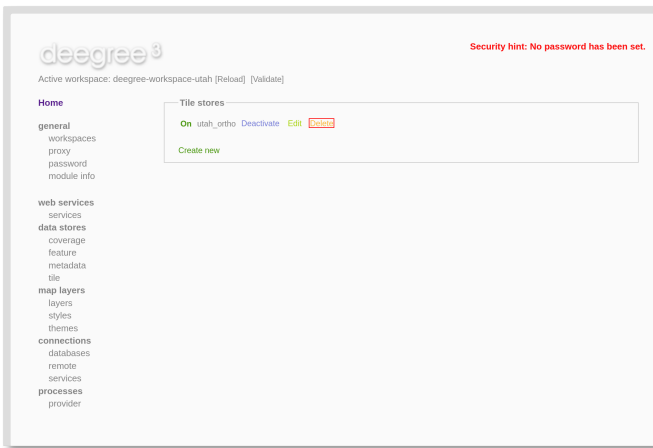 deegree 3
Security hint: No password has been set.
Active workspace: deegree-workspace-utah [Reload] [Validate]
Home
Tile stores
On utah_ortho Deactivate Edit Delete
Create new
general
workspaces
proxy
password
module info
web services
services
data stores
coverage
feature
metadata
tile
map layers
layers
styles
themes
connections
databases
remote
services
processes
provider